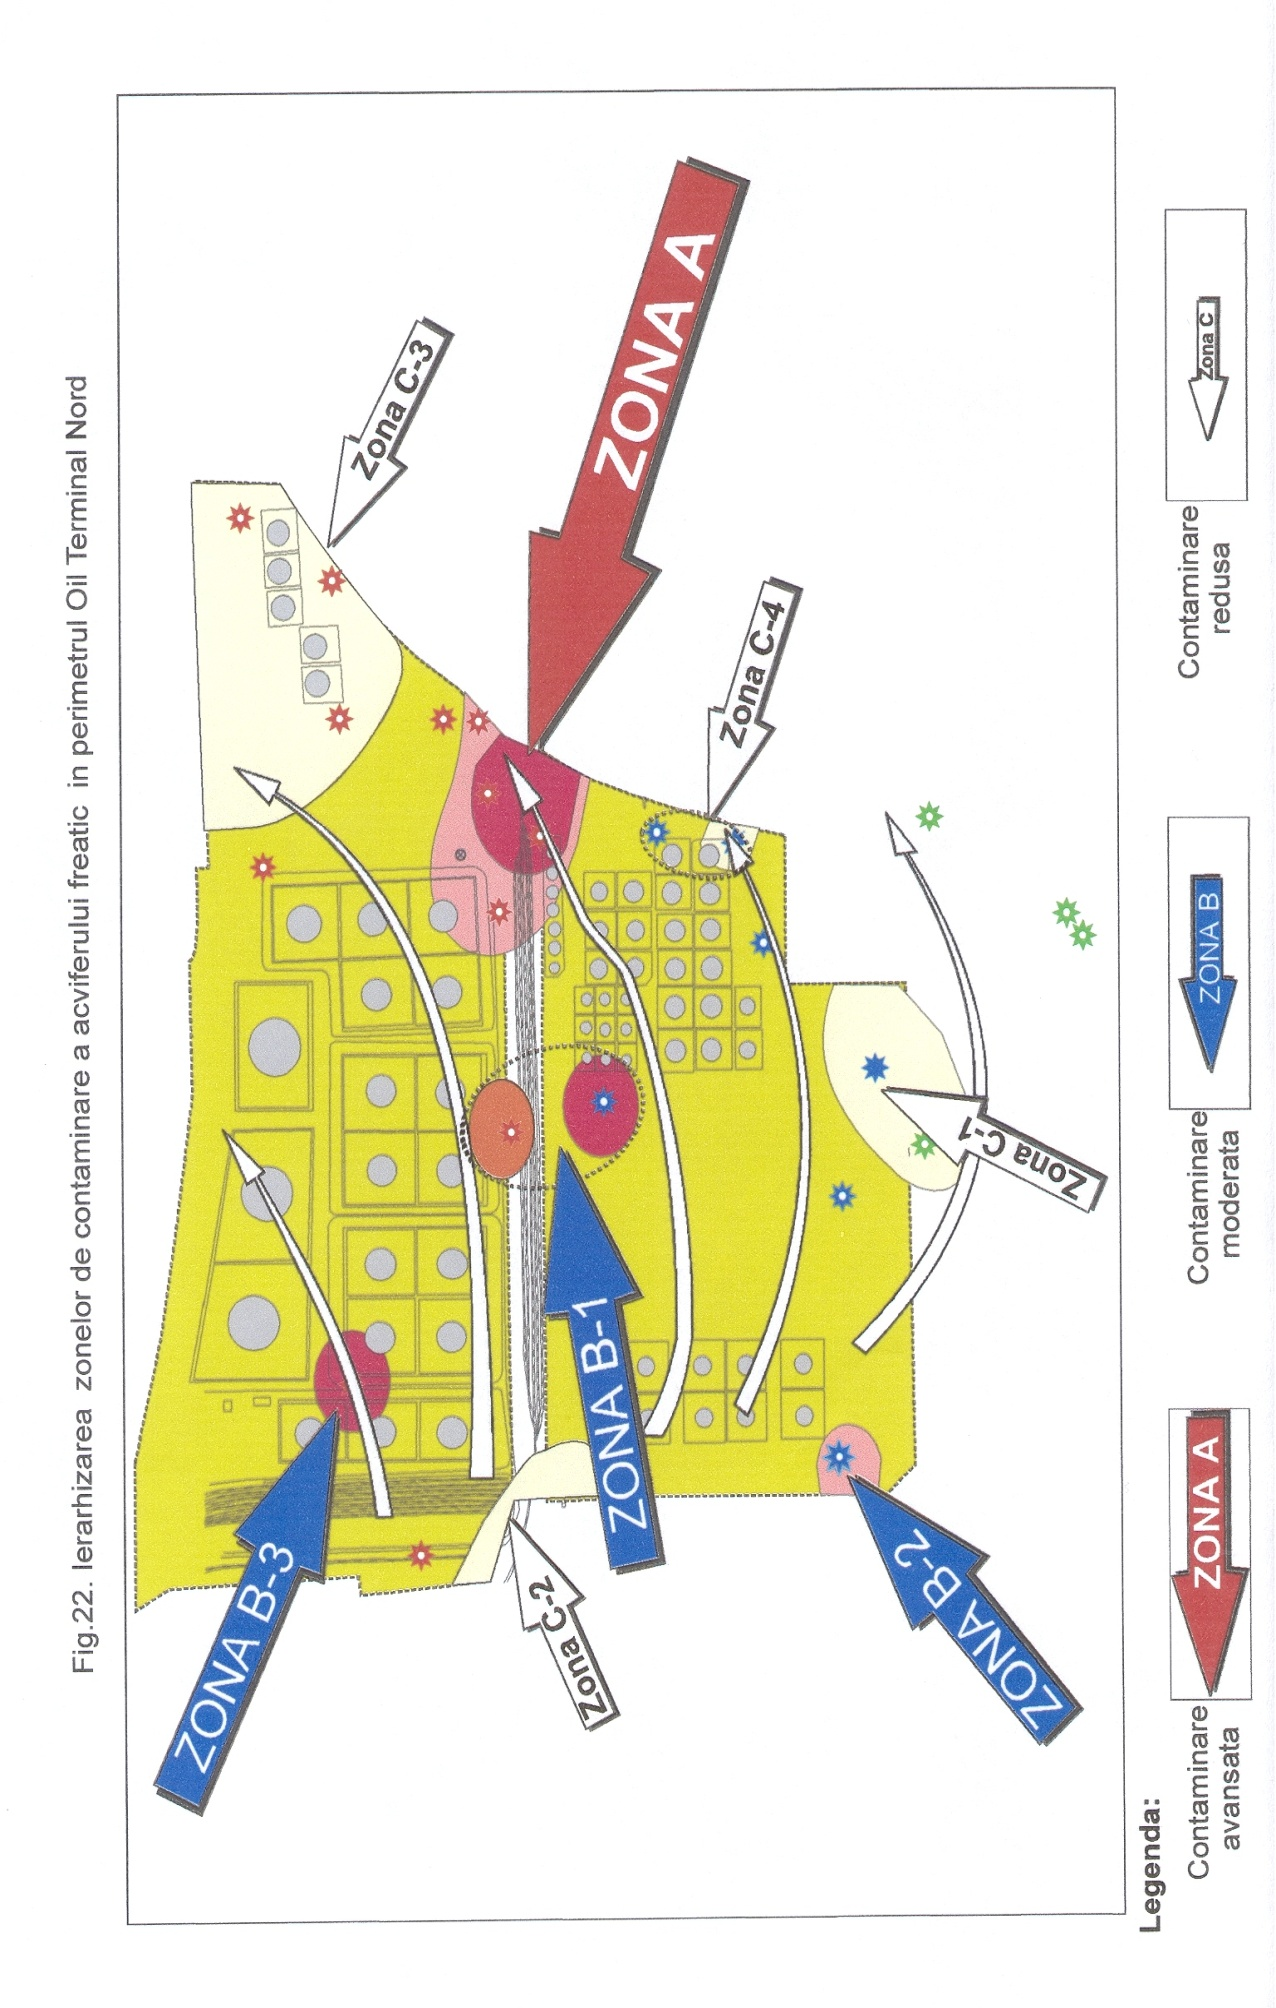 Fig.22. Ierarhizarea zonelor de contaminare a acviferului freatic in perimetrul Oil Terminal Nord
ZONA B-3
Zona C-3
ZONA A
Zona C-4
ZONA B-1
Zona C-1
Zona C-2
ZONA B-2
Legenda:
Contaminare
avansata
ZONA A
Contaminare
moderata
ZONA B
Contaminare
redusa
Zona C